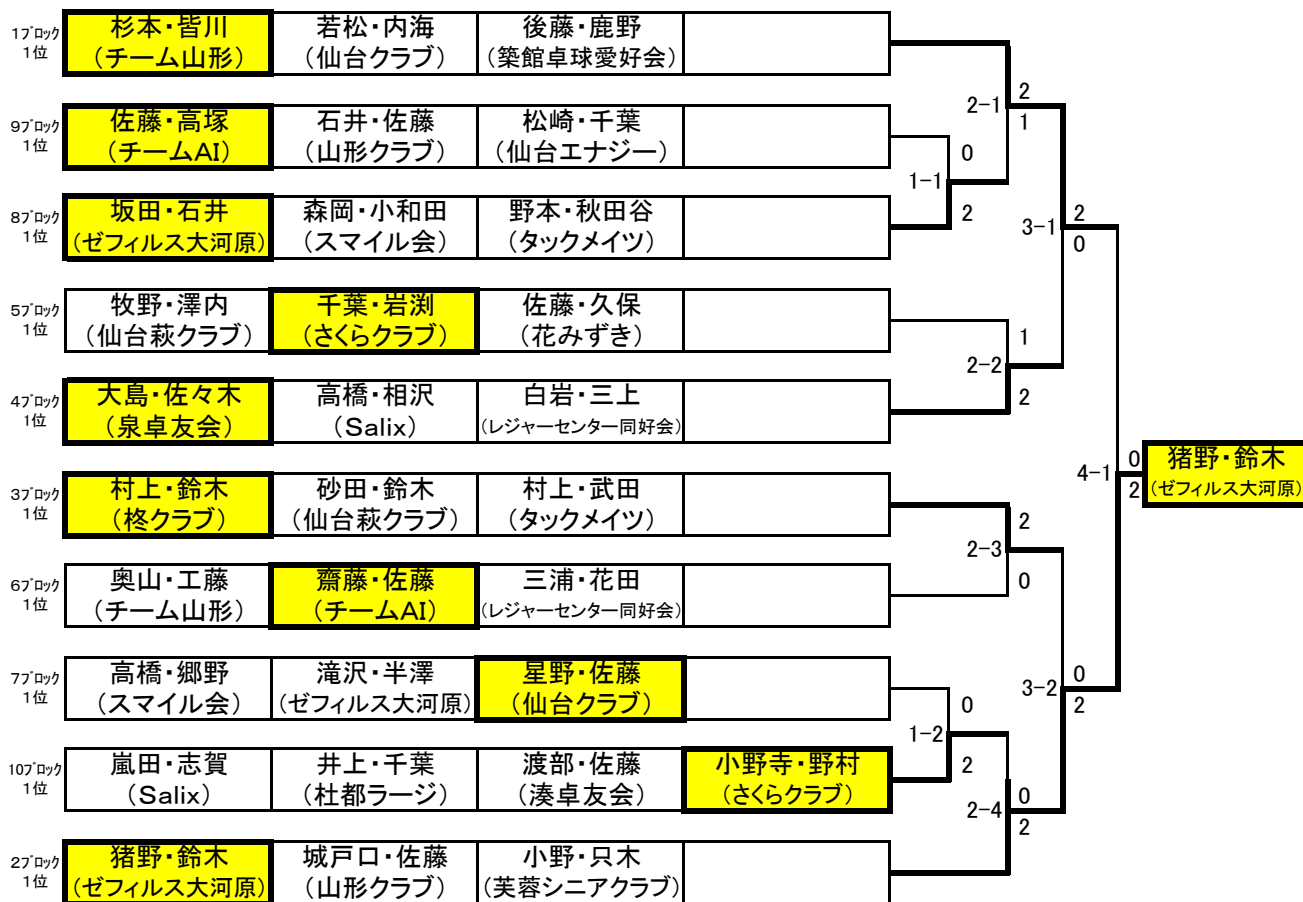 1ブロック
1位
杉本・皆川
(チーム山形)
若松・内海
(仙台クラブ)
後藤・鹿野
(築館卓球愛好会)
9ブロック
1位
佐藤・高塚
(チームAI)
石井・佐藤
(山形クラブ)
松崎・千葉
(仙台エナジー)
8ブロック
1位
坂田・石井
(ゼフィルス大河原)
森岡・小和田
(スマイル会)
野本・秋田谷
(タックメイツ)
5ブロック
1位
牧野・澤内
(仙台萩クラブ)
千葉・岩渕
(さくらクラブ)
佐藤・久保
(花みずき)
4ブロック
1位
大島・佐々木
(泉卓友会)
高橋・相沢
(Salix)
白岩・三上
(レジャーセンター同好会)
3ブロック
1位
村上・鈴木
(柊クラブ)
砂田・鈴木
(仙台萩クラブ)
村上・武田
(タックメイツ)
6ブロック
1位
奥山・工藤
(チーム山形)
齋藤・佐藤
(チームAI)
三浦・花田
(レジャーセンター同好会)
7ブロック
1位
高橋・郷野
(スマイル会)
滝沢・半澤
(ゼフィルス大河原)
星野・佐藤
(仙台クラブ)
10ブロック
1位
嵐田・志賀
(Salix)
井上・千葉
(杜都ラージ)
渡部・佐藤
(湊卓友会)
小野寺・野村
(さくらクラブ)
2ブロック
1位
猪野・鈴木
(ゼフィルス大河原)
城戸口・佐藤
(山形クラブ)
小野・只木
(芙蓉シニアクラブ)
1-1
0
2
1-2
0
2
2-1
2
1
2-2
1
2
2-3
2
0
2-4
0
2
3-1
2
0
3-2
0
2
4-1
0
2
猪野・鈴木
(ゼフィルス大河原)